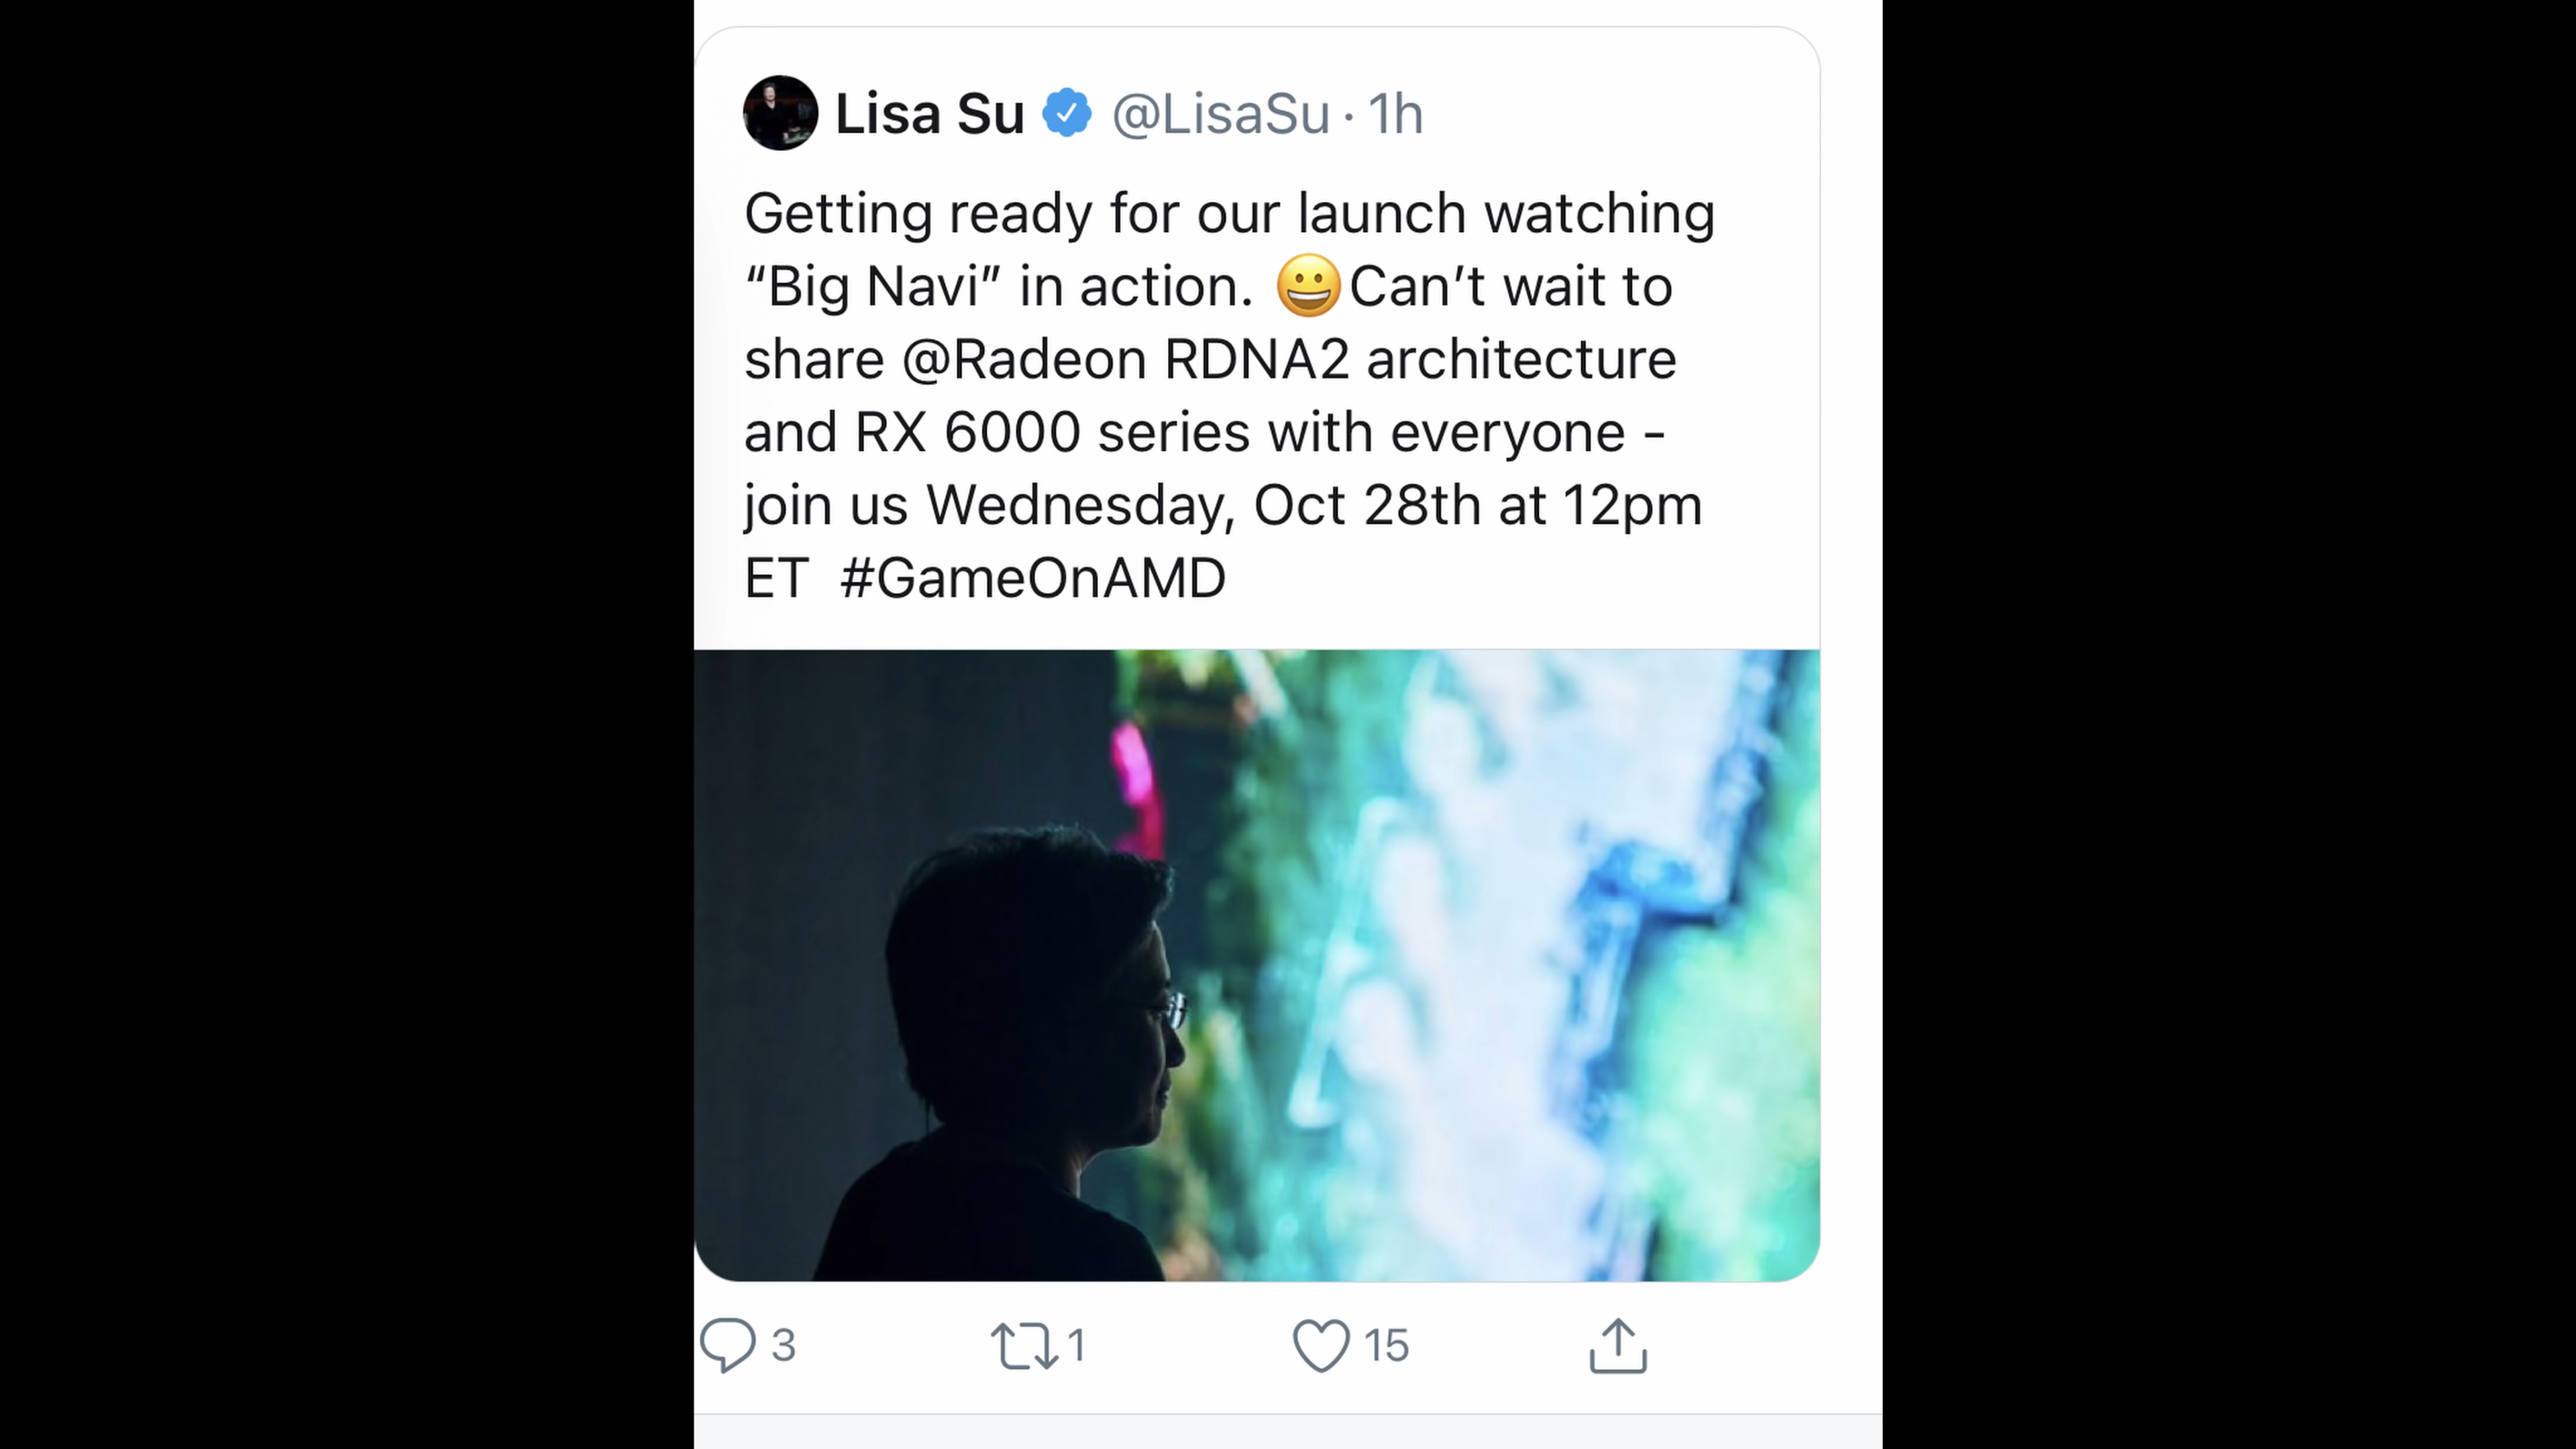 Lisa Su @LisaSu · 1h
Getting ready for our launch watching
“Big Navi” in action. 😀Can’t wait to
share @Radeon RDNA2 architecture
and RX 6000 series with everyone -
join us Wednesday, Oct 28th at 12pm
ET  #GameOnAMD
3 1 15